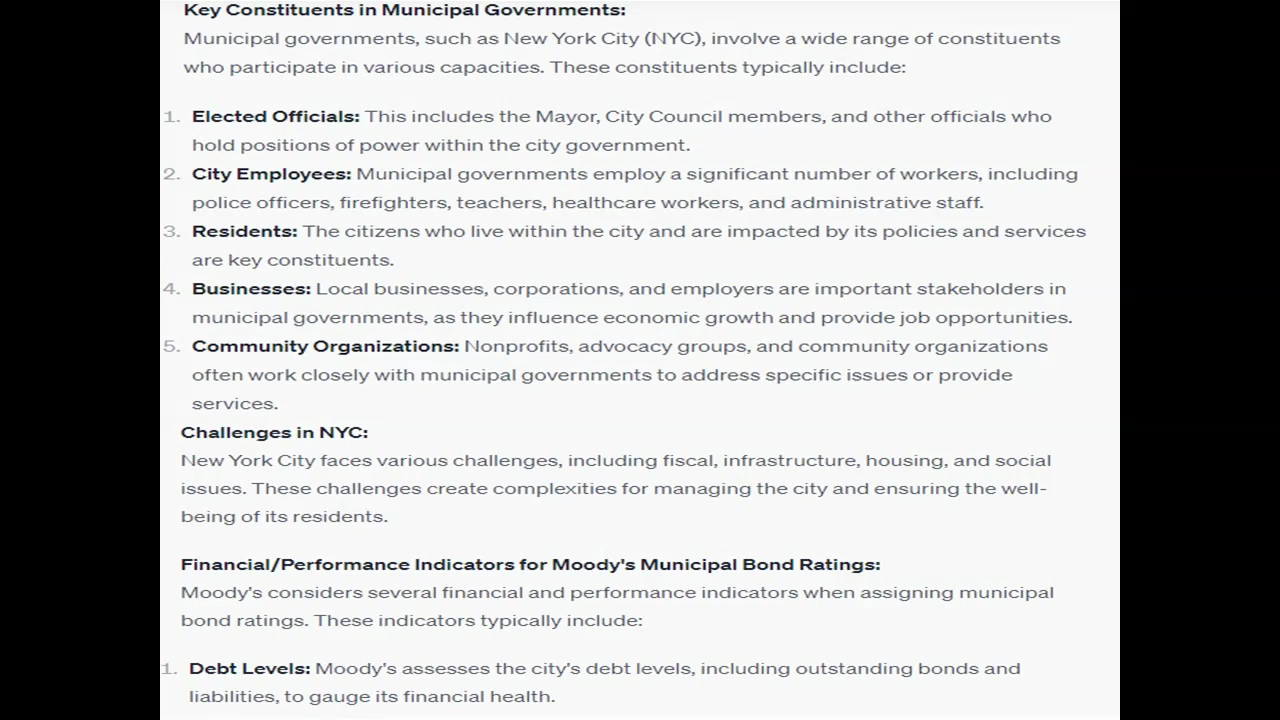 Key Constituents in Municipal Governments:
Municipal governments, such as New York City (NYC), involve a wide range of constituents
who participate in various capacities. These constituents typically include:
1. Elected Officials: This includes the Mayor, City Council members, and other officials who
hold positions of power within the city government.
2. City Employees: Municipal governments employ a significant number of workers, including
police officers, firefighters, teachers, healthcare workers, and administrative staff.
3. Residents: The citizens who live within the city and are impacted by its policies and services
are key constituents.
4. Businesses: Local businesses, corporations, and employers are important stakeholders in
municipal governments, as they influence economic growth and provide job opportunities.
5. Community Organizations: Nonprofits, advocacy groups, and community organizations
often work closely with municipal governments to address specific issues or provide
services.
Challenges in NYC:
New York City faces various challenges, including fiscal, infrastructure, housing, and social
issues. These challenges create complexities for managing the city and ensuring the well-
being of its residents.
Financial/Performance Indicators for Moody's Municipal Bond Ratings:
Moody's considers several financial and performance indicators when assigning municipal
bond ratings. These indicators typically include:
1. Debt Levels: Moody's assesses the city's debt levels, including outstanding bonds and
liabilities, to gauge its financial health.